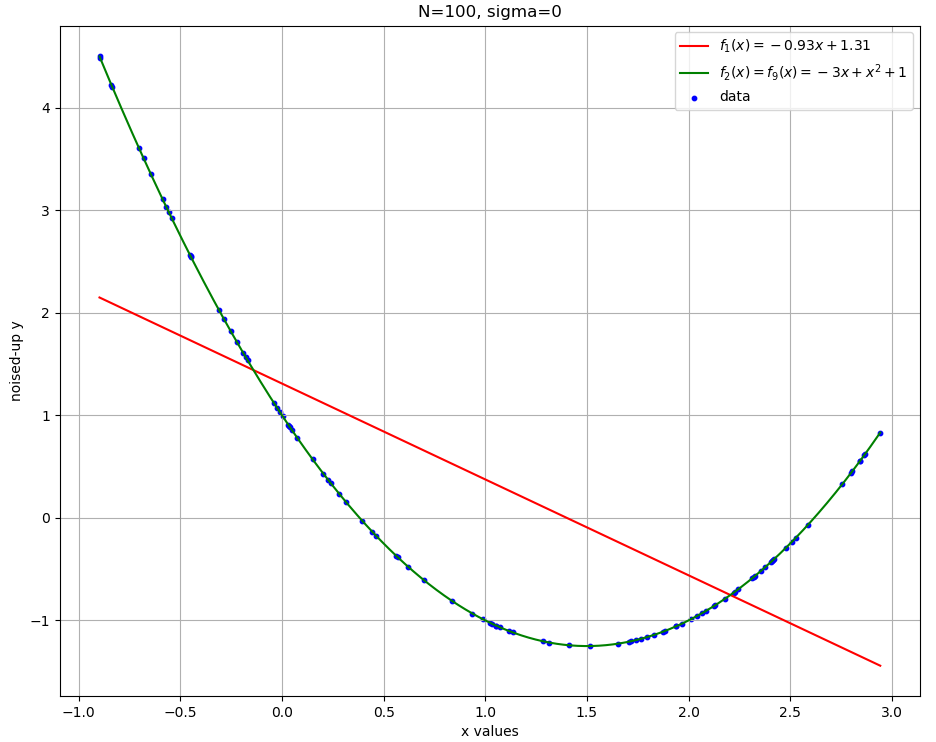 N=100, sigma=0
f₁(x) = −0.93x + 1.31
f₂(x) = f₉(x) = −3x + x² + 1
data
noised-up y
4
3
2
1
0
−1
−1.0 −0.5 0.0 0.5 1.0 1.5 2.0 2.5 3.0
x values